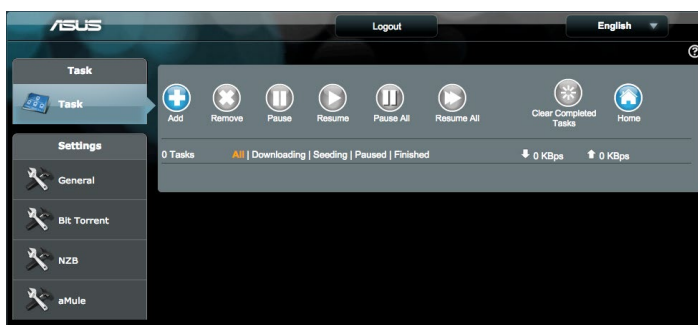 ASUS
Logout
English
?
Task
Task
Settings
General
Bit Torrent
NZB
aMule
Add
Remove
Pause
Resume
Pause All
Resume All
Clear Completed
Tasks
Home
0 Tasks All | Downloading | Seeding | Paused | Finished 0 KBps 0 KBps